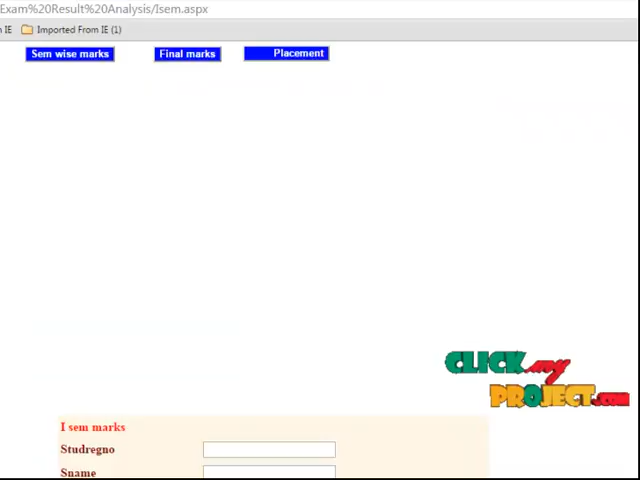 Exam%20Result%20Analysis/Isem.aspx
IE Imported From IE (1)
Sem wise marks Final marks Placement
CLICK my
PROJECT.com
I sem marks
Studregno
Sname